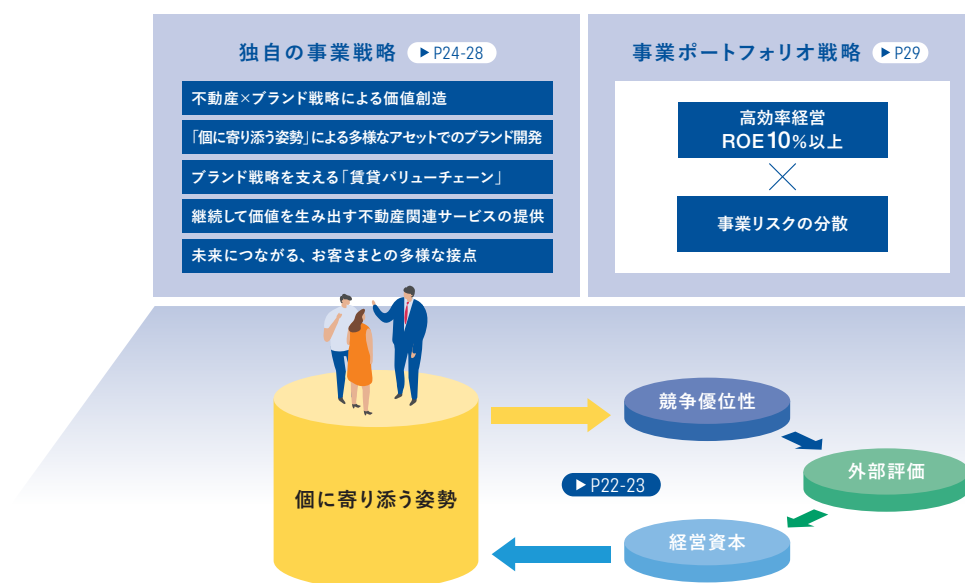 独自の事業戦略 ▶P24-28
不動産×ブランド戦略による価値創造
「個に寄り添う姿勢」による多様なアセットでのブランド開発
ブランド戦略を支える「賃貸バリューチェーン」
継続して価値を生み出す不動産関連サービスの提供
未来につながる、お客さまとの多様な接点
事業ポートフォリオ戦略 ▶P29
高効率経営
ROE10%以上
事業リスクの分散
競争優位性
外部評価
▶P22-23
個に寄り添う姿勢
経営資本